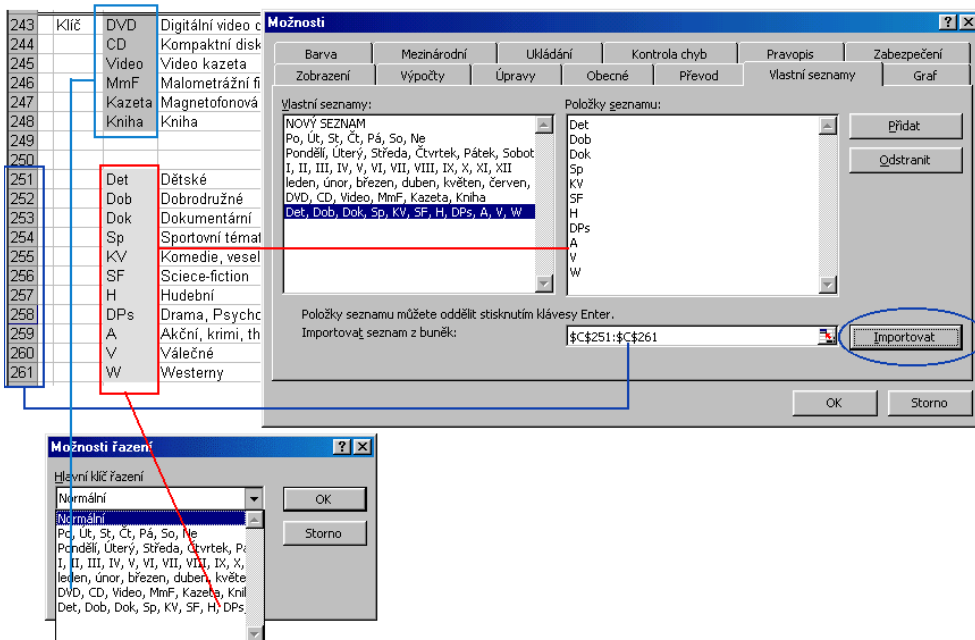 243 Klíč DVD Digitální video d
244 CD Kompaktní disk
245 Video Video kazeta
246 MmF Malometrážní fi
247 Kazeta Magnetofonová
248 Kniha Kniha
249
250
251 Det Dětské
252 Dob Dobrodružné
253 Dok Dokumentární
254 Sp Sportovní témat
255 KV Komedie, vesel
256 SF Sciece-fiction
257 H Hudební
258 DPs Drama, Psycho
259 A Akční, krimi, th
260 V Válečné
261 W Westerny
Možnosti
Barva Mezinárodní Ukládání Kontrola chyb Pravopis Zabezpečení
Zobrazení Výpočty Úpravy Obecné Převod Vlastní seznamy Graf
Vlastní seznamy:
NOVÝ SEZNAM
Po, Út, St, Čt, Pá, So, Ne
Pondělí, Úterý, Středa, Čtvrtek, Pátek, Sobot
I, II, III, IV, V, VI, VII, VIII, IX, X, XI, XII
leden, únor, březen, duben, květen, červen,
DVD, CD, Video, MmF, Kazeta, Kniha
Det, Dob, Dok, Sp, KV, SF, H, DPs, A, V, W
Položky seznamu:
Det
Dob
Dok
Sp
KV
SF
H
DPs
A
V
W
Přidat
Odstranit
Položky seznamu můžete oddělit stisknutím klávesy Enter.
Importovat seznam z buněk: $C$251:$C$261 Importovat
OK Storno
Možnosti řazení
Hlavní klíč řazení
Normální
OK
Storno
Normální
Po, Út, St, Čt, Pá, So, Ne
Pondělí, Úterý, Středa, Čtvrtek, Pá
I, II, III, IV, V, VI, VII, VIII, IX, X,
leden, únor, březen, duben, květe
DVD, CD, Video, MmF, Kazeta, Kni
Det, Dob, Dok, Sp, KV, SF, H, DPs,